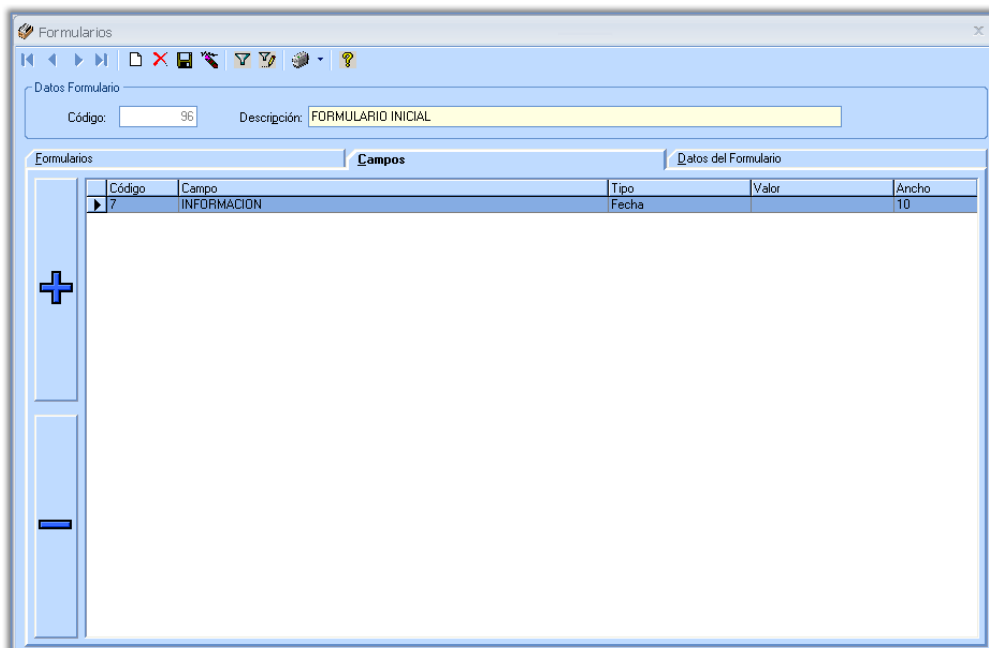 Formularios
Datos Formulario
Código: 96 Descripción: FORMULARIO INICIAL
Formularios Campos Datos del Formulario
Código Campo Tipo Valor Ancho
7 INFORMACION Fecha 10